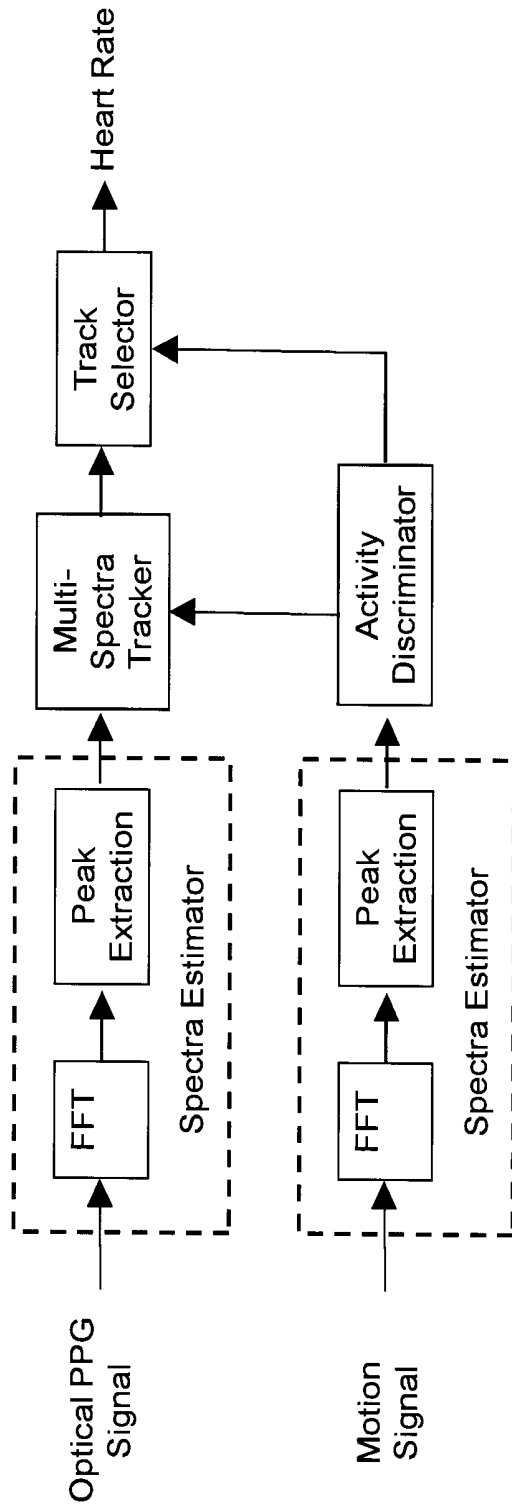 Optical PPG
Signal
FFT
Peak
Extraction
Spectra Estimator
Multi-
Spectra
Tracker
Track
Selector
Heart Rate
Motion
Signal
FFT
Peak
Extraction
Spectra Estimator
Activity
Discriminator